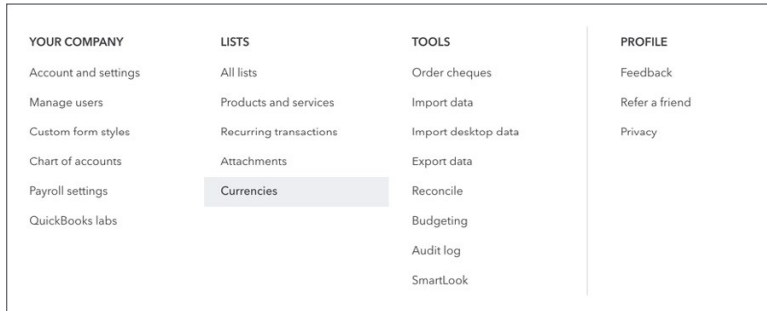 YOUR COMPANY
Account and settings
Manage users
Custom form styles
Chart of accounts
Payroll settings
QuickBooks labs
LISTS
All lists
Products and services
Recurring transactions
Attachments
Currencies
TOOLS
Order cheques
Import data
Import desktop data
Export data
Reconcile
Budgeting
Audit log
SmartLook
PROFILE
Feedback
Refer a friend
Privacy